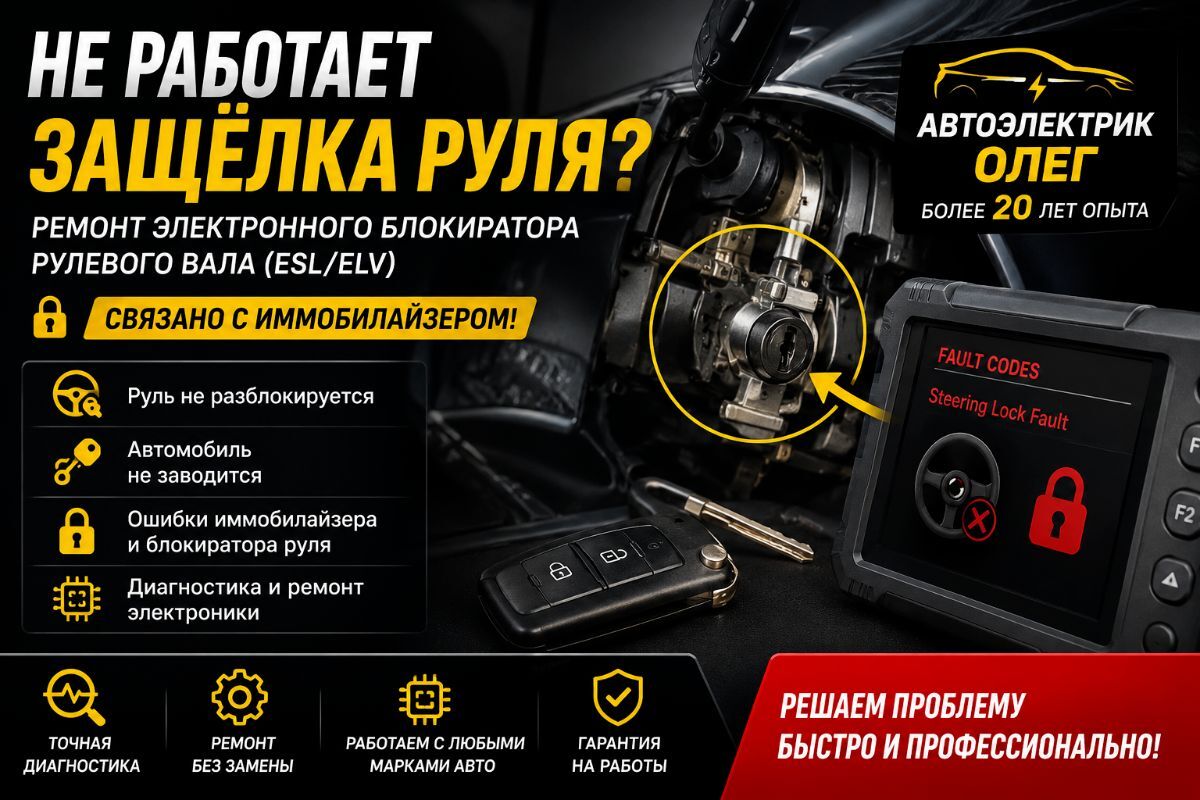 НЕ РАБОТАЕТ
ЗАЩЁЛКА РУЛЯ?
РЕМОНТ ЭЛЕКТРОННОГО БЛОКИРАТОРА
РУЛЕВОГО ВАЛА (ESL/ELV)
СВЯЗАНО С ИММОБИЛАЙЗЕРОМ!
Руль не разблокируется
Автомобиль
не заводится
Ошибки иммобилайзера
и блокиратора руля
Диагностика и ремонт
электроники
АВТОЭЛЕКТРИК
ОЛЕГ
БОЛЕЕ 20 ЛЕТ ОПЫТА
FAULT CODES
Steering Lock Fault
F
F2
ТОЧНАЯ
ДИАГНОСТИКА
РЕМОНТ
БЕЗ ЗАМЕНЫ
РАБОТАЕМ С ЛЮБЫМИ
МАРКАМИ АВТО
ГАРАНТИЯ
НА РАБОТЫ
РЕШАЕМ ПРОБЛЕМУ
БЫСТРО И ПРОФЕССИОНАЛЬНО!